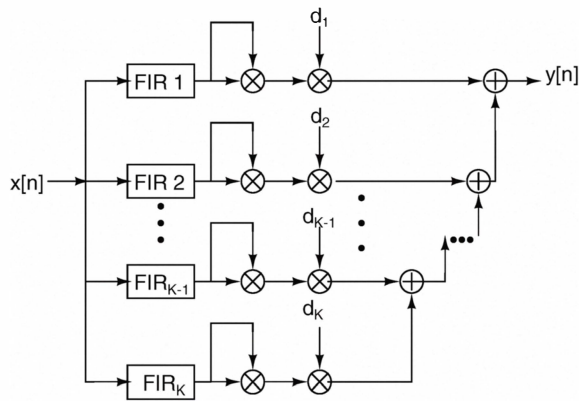 d₁
FIR 1
y[n]
d₂
x[n]
FIR 2
dK-1
FIRK-1
dK
FIRK